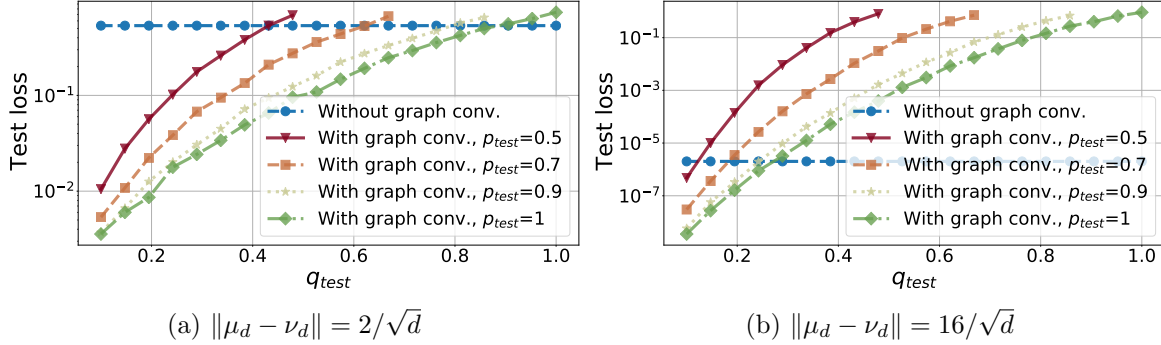 Test loss
10⁻¹
10⁻²
Without graph conv.
With graph conv., p_test=0.5
With graph conv., p_test=0.7
With graph conv., p_test=0.9
With graph conv., p_test=1
0.2 0.4 0.6 0.8 1.0
q_test
(a) ‖μ_d − ν_d‖ = 2/√d
Test loss
10⁻¹
10⁻³
10⁻⁵
10⁻⁷
Without graph conv.
With graph conv., p_test=0.5
With graph conv., p_test=0.7
With graph conv., p_test=0.9
With graph conv., p_test=1
0.2 0.4 0.6 0.8 1.0
q_test
(b) ‖μ_d − ν_d‖ = 16/√d